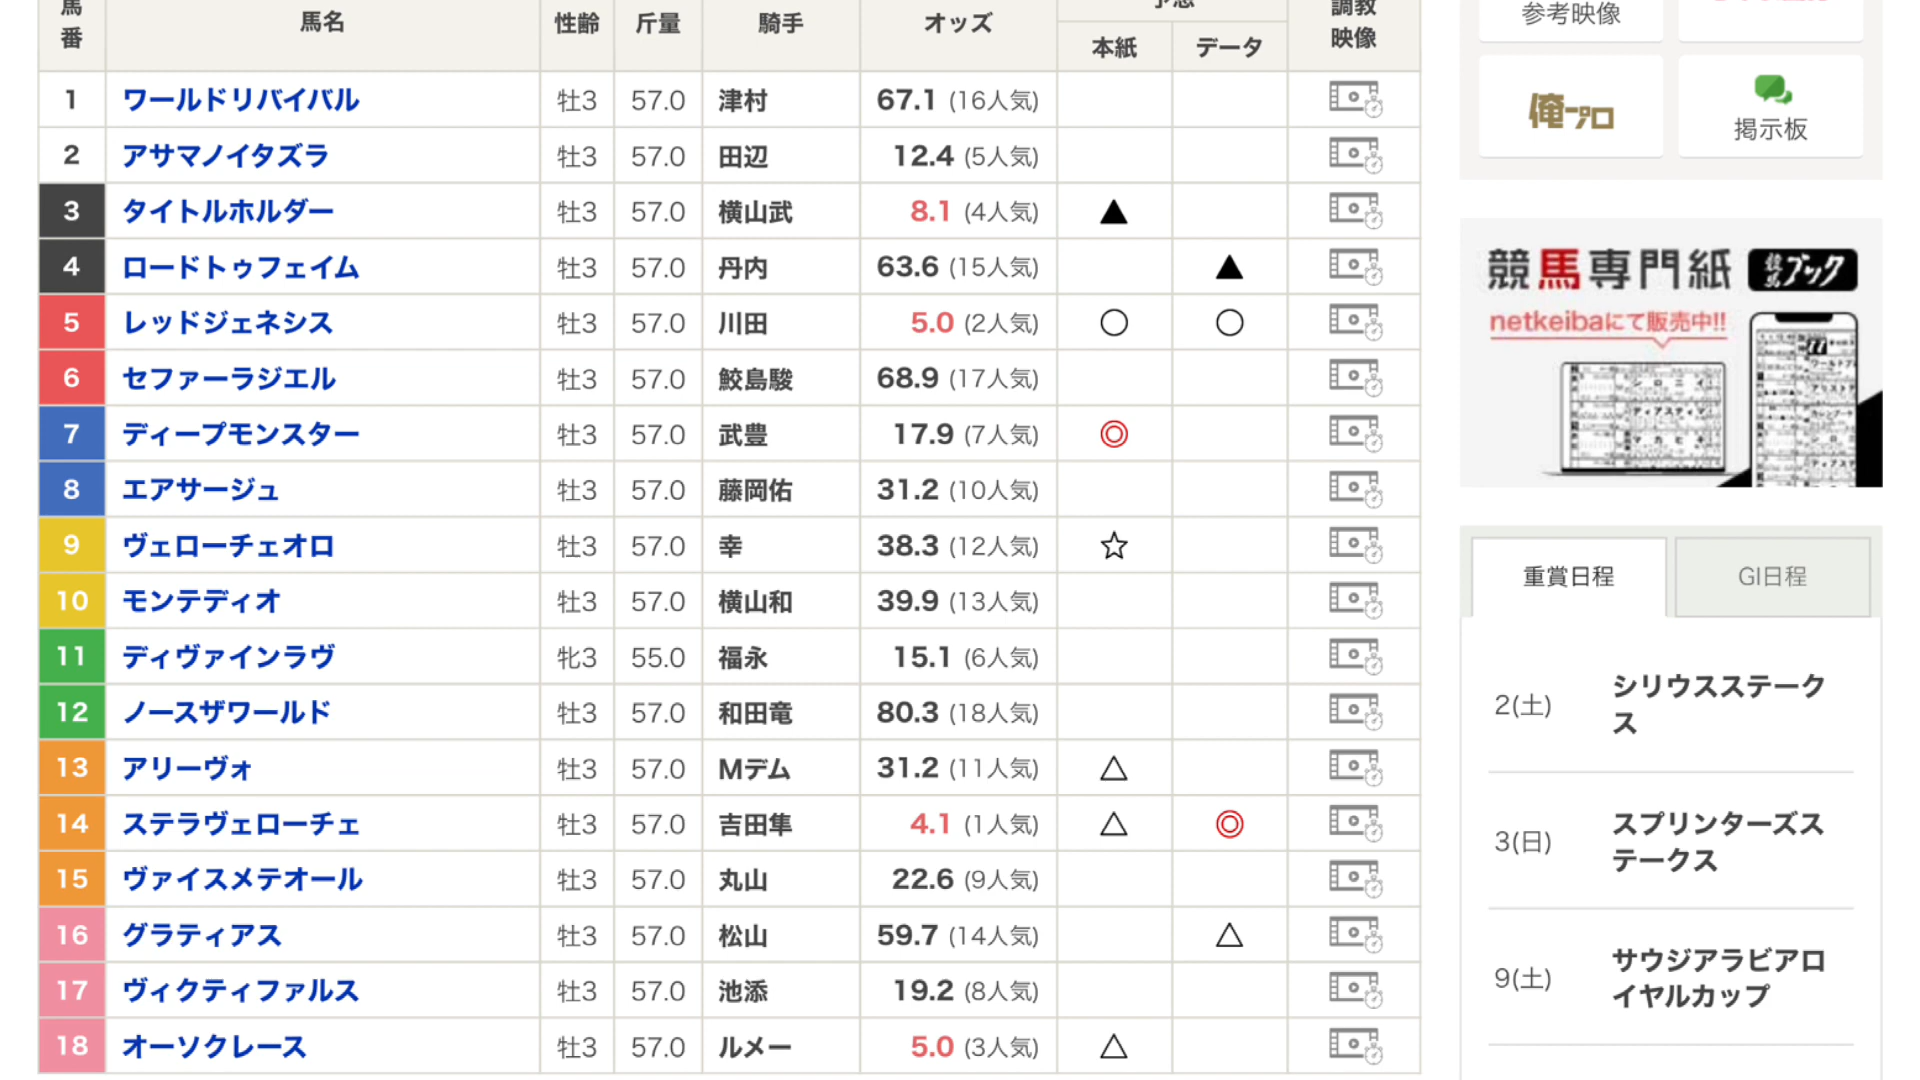 馬
番
馬名
性齢
斤量
騎手
オッズ
予想
本紙
データ
調教
映像
1 ワールドリバイバル 牡3 57.0 津村 67.1 (16人気)
2 アサマノイタズラ 牡3 57.0 田辺 12.4 (5人気)
3 タイトルホルダー 牡3 57.0 横山武 8.1 (4人気) ▲
4 ロードトゥフェイム 牡3 57.0 丹内 63.6 (15人気) ▲
5 レッドジェネシス 牡3 57.0 川田 5.0 (2人気) ○ ○
6 セファーラジエル 牡3 57.0 鮫島駿 68.9 (17人気)
7 ディープモンスター 牡3 57.0 武豊 17.9 (7人気) ◎
8 エアサージュ 牡3 57.0 藤岡佑 31.2 (10人気)
9 ヴェローチェオロ 牡3 57.0 幸 38.3 (12人気) ☆
10 モンテディオ 牡3 57.0 横山和 39.9 (13人気)
11 ディヴァインラヴ 牝3 55.0 福永 15.1 (6人気)
12 ノースザワールド 牡3 57.0 和田竜 80.3 (18人気)
13 アリーヴォ 牡3 57.0 Mデム 31.2 (11人気) △
14 ステラヴェローチェ 牡3 57.0 吉田隼 4.1 (1人気) △ ◎
15 ヴァイスメテオール 牡3 57.0 丸山 22.6 (9人気)
16 グラティアス 牡3 57.0 松山 59.7 (14人気) △
17 ヴィクティファルス 牡3 57.0 池添 19.2 (8人気)
18 オーソクレース 牡3 57.0 ルメー 5.0 (3人気) △
参考映像
俺プロ
掲示板
競馬専門紙 競馬ブック
netkeibaにて販売中!!
重賞日程
GI日程
2(土) シリウスステーク
ス
3(日) スプリンターズス
テークス
9(土) サウジアラビアロ
イヤルカップ